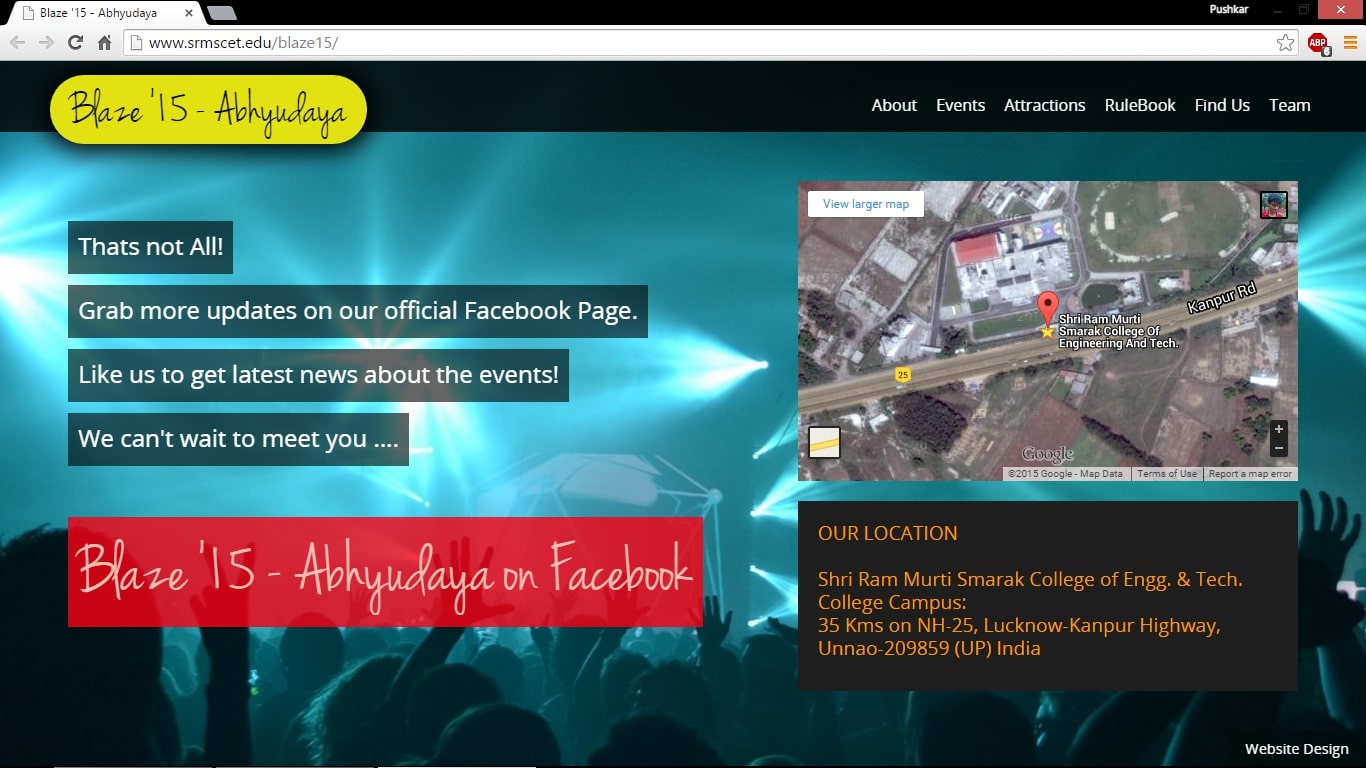 Blaze '15 - Abhyudaya
Pushkar
www.srmscet.edu/blaze15/
ABP
6
Blaze '15 - Abhyudaya
About Events Attractions RuleBook Find Us Team
Thats not All!
Grab more updates on our official Facebook Page.
Like us to get latest news about the events!
We can't wait to meet you ....
Blaze '15 - Abhyudaya on Facebook
View larger map
Kanpur Rd
Shri Ram Murti
Smarak College Of
Engineering And Tech.
25
+
−
Google
©2015 Google - Map Data Terms of Use Report a map error
OUR LOCATION
Shri Ram Murti Smarak College of Engg. & Tech.
College Campus:
35 Kms on NH-25, Lucknow-Kanpur Highway,
Unnao-209859 (UP) India
Website Design